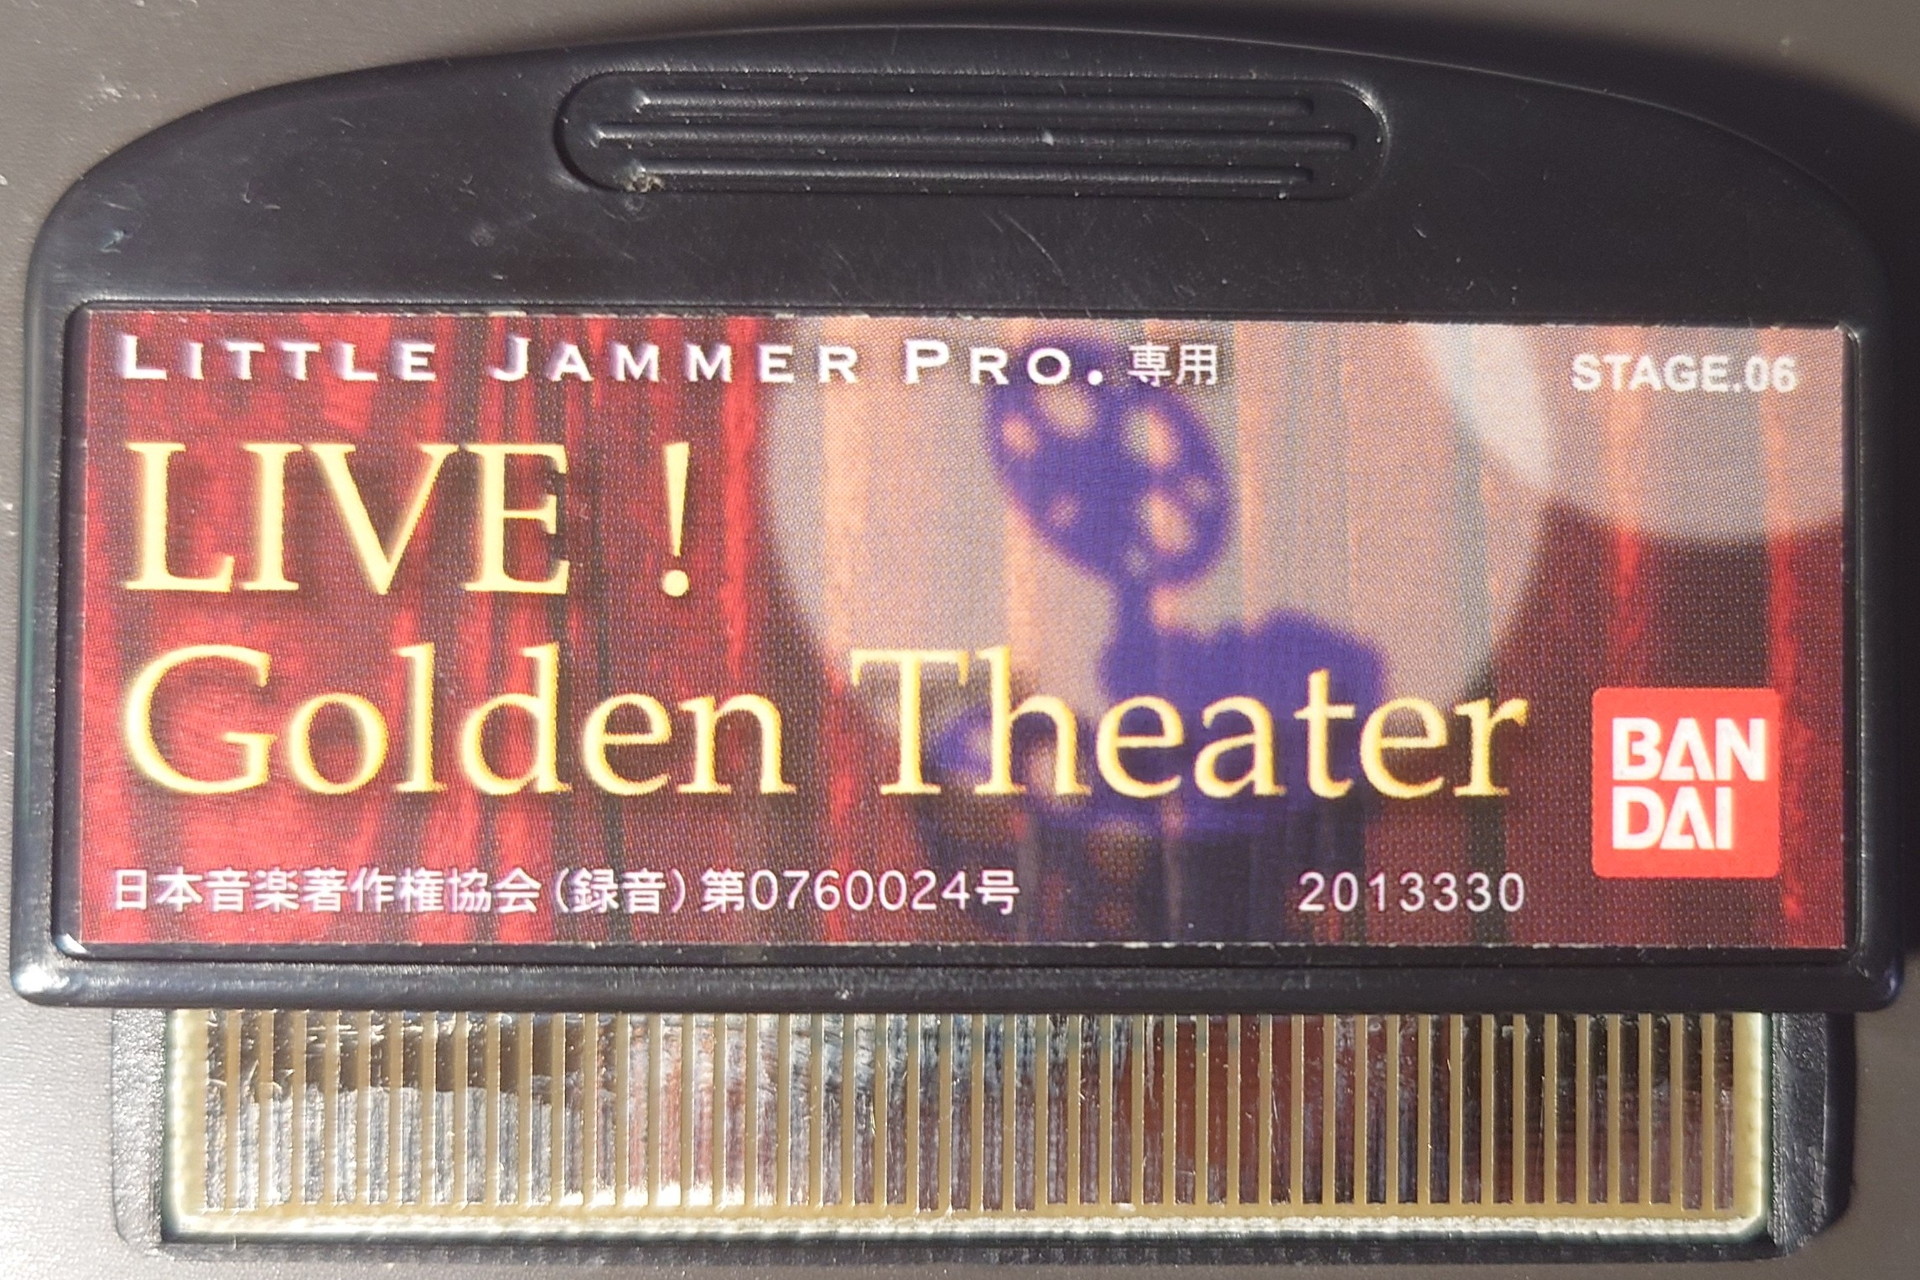 LITTLE JAMMER PRO. 専用
STAGE.06
LIVE !
Golden Theater
BAN
DAI
日本音楽著作権協会(録音)第0760024号
2013330